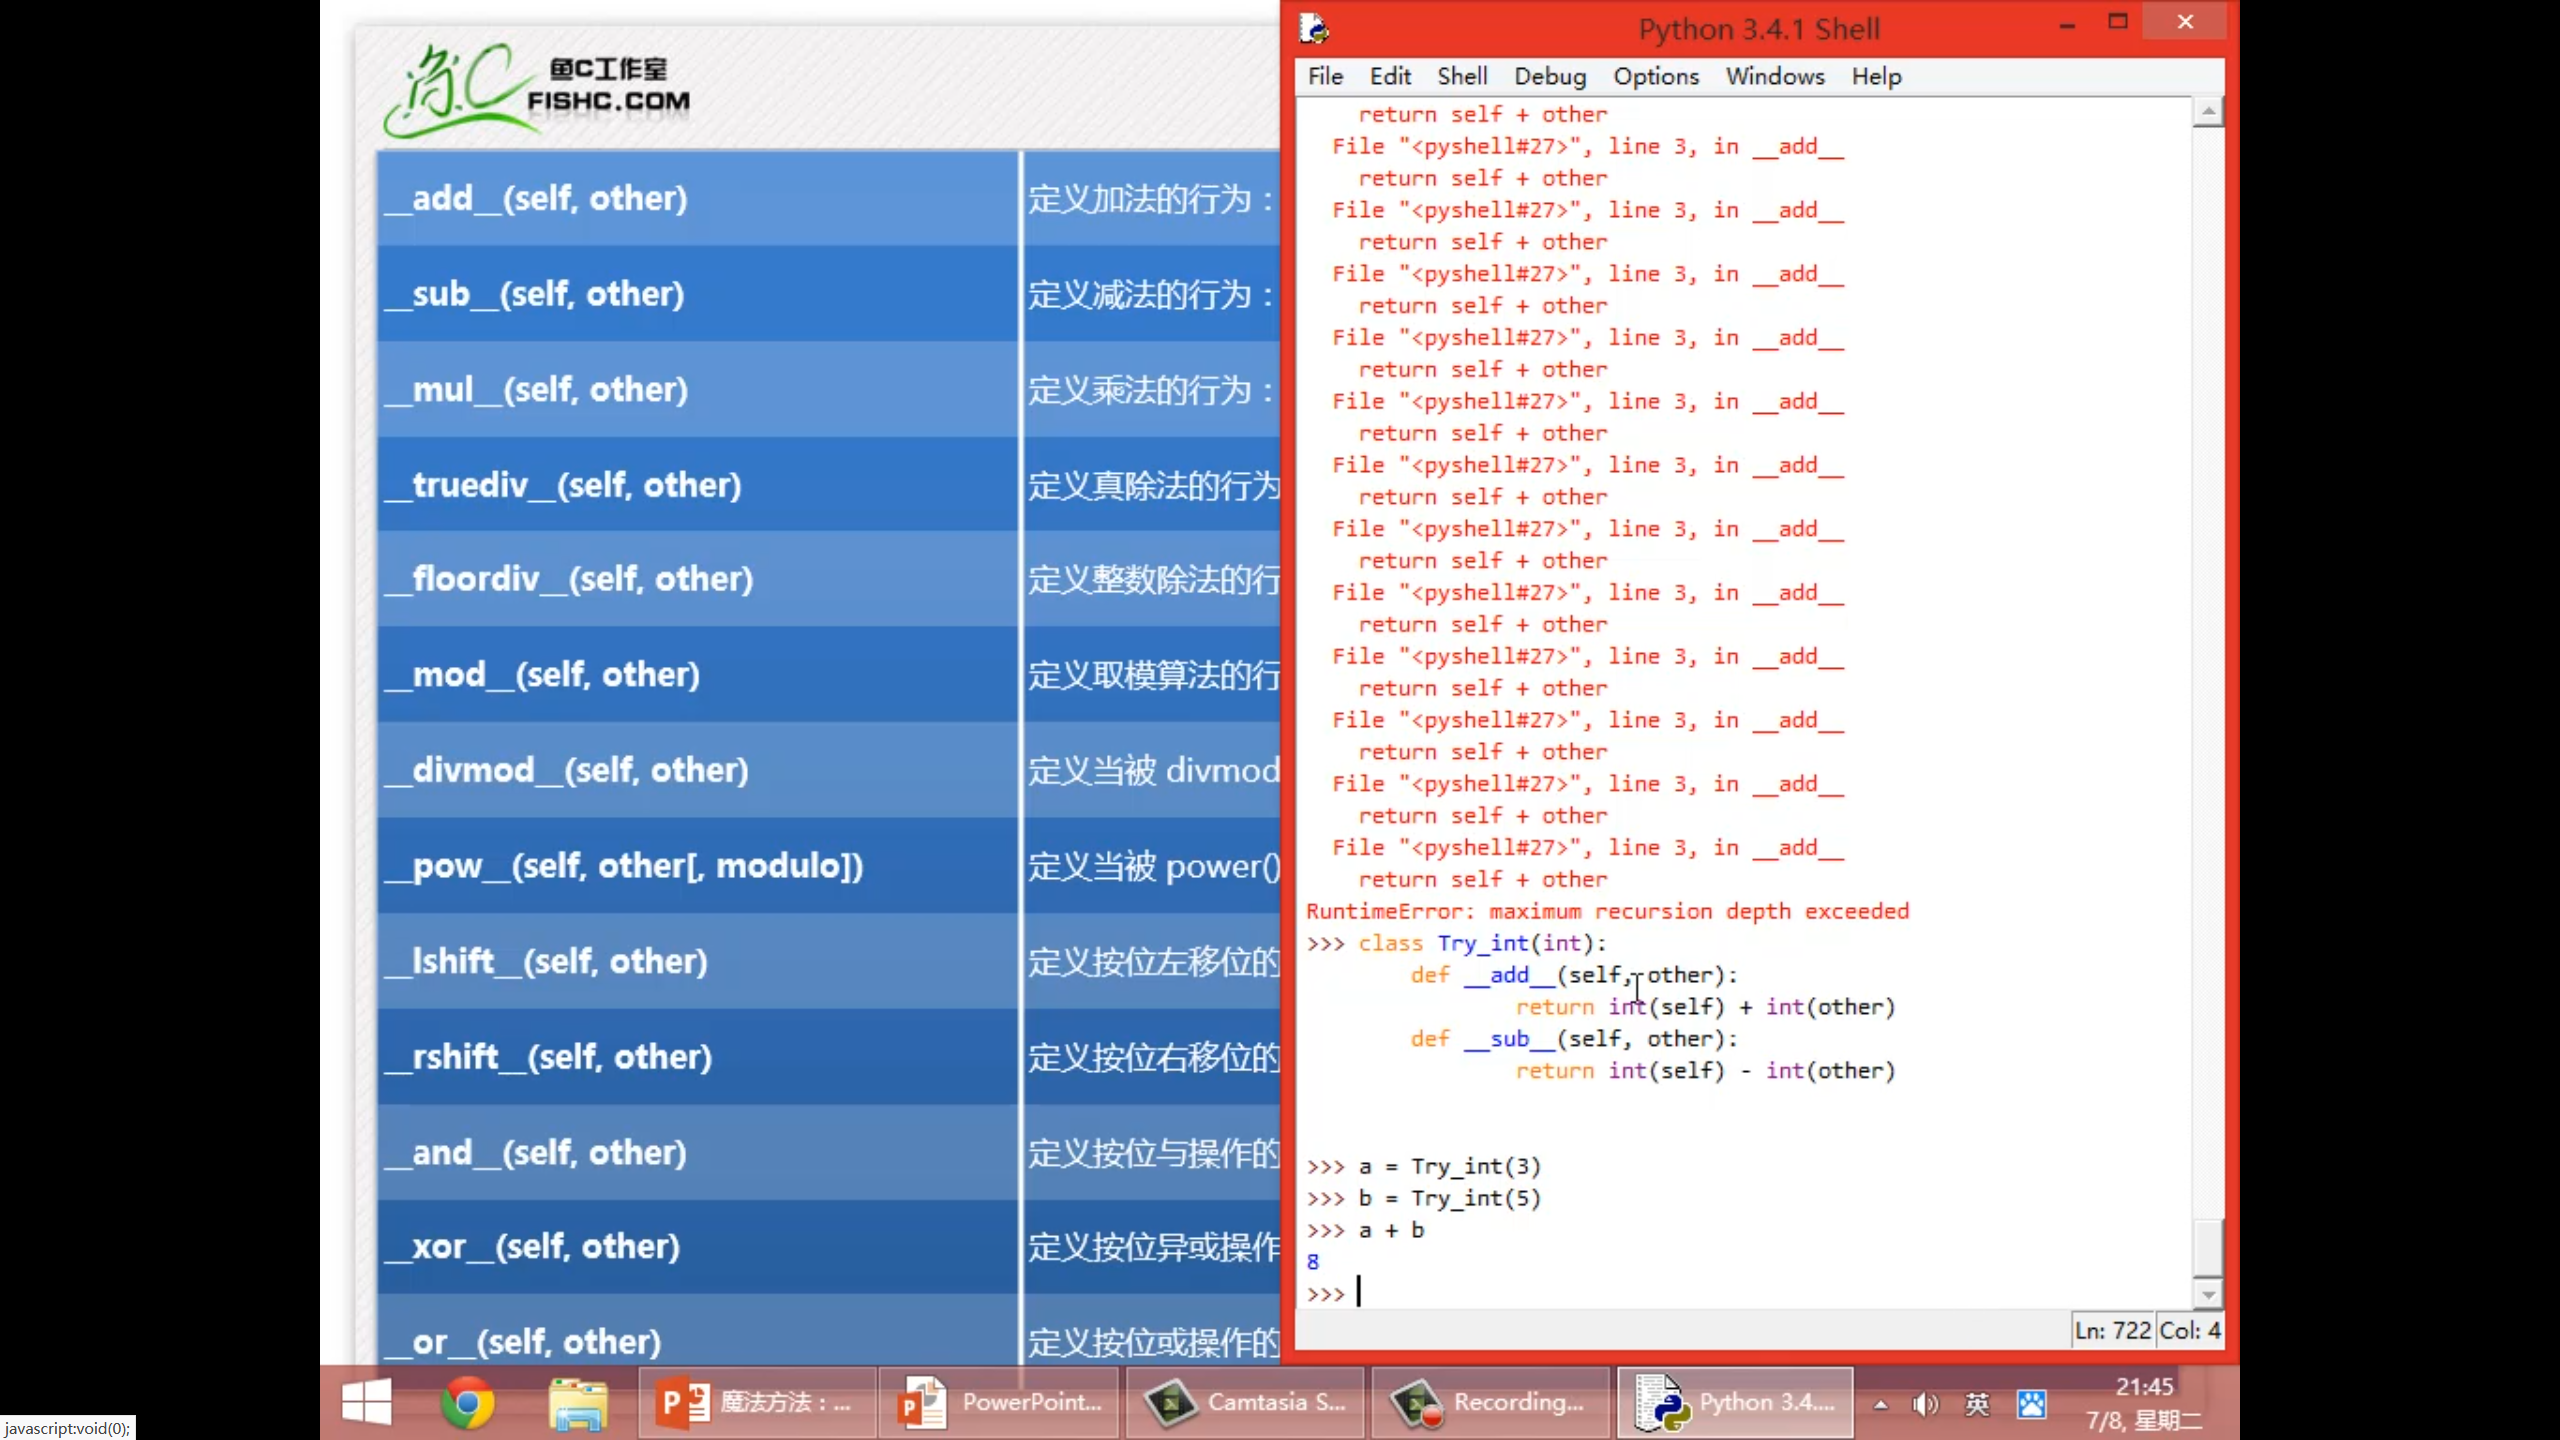 鱼C工作室
FISHC.COM
__add__(self, other)
定义加法的行为：
__sub__(self, other)
定义减法的行为：
__mul__(self, other)
定义乘法的行为：
__truediv__(self, other)
定义真除法的行为
__floordiv__(self, other)
定义整数除法的行
__mod__(self, other)
定义取模算法的行
__divmod__(self, other)
定义当被 divmod
__pow__(self, other[, modulo])
定义当被 power()
__lshift__(self, other)
定义按位左移位的
__rshift__(self, other)
定义按位右移位的
__and__(self, other)
定义按位与操作的
__xor__(self, other)
定义按位异或操作
__or__(self, other)
定义按位或操作的
Python 3.4.1 Shell
File Edit Shell Debug Options Windows Help
return self + other
File "<pyshell#27>", line 3, in __add__
return self + other
File "<pyshell#27>", line 3, in __add__
return self + other
File "<pyshell#27>", line 3, in __add__
return self + other
File "<pyshell#27>", line 3, in __add__
return self + other
File "<pyshell#27>", line 3, in __add__
return self + other
File "<pyshell#27>", line 3, in __add__
return self + other
File "<pyshell#27>", line 3, in __add__
return self + other
File "<pyshell#27>", line 3, in __add__
return self + other
File "<pyshell#27>", line 3, in __add__
return self + other
File "<pyshell#27>", line 3, in __add__
return self + other
File "<pyshell#27>", line 3, in __add__
return self + other
File "<pyshell#27>", line 3, in __add__
return self + other
RuntimeError: maximum recursion depth exceeded
>>> class Try_int(int):
def __add__(self, other):
return int(self) + int(other)
def __sub__(self, other):
return int(self) - int(other)
>>> a = Try_int(3)
>>> b = Try_int(5)
>>> a + b
8
>>>
Ln: 722 Col: 4
魔法方法：...
PowerPoint...
Camtasia S...
Recording...
Python 3.4....
英
21:45
7/8, 星期二
javascript:void(0);